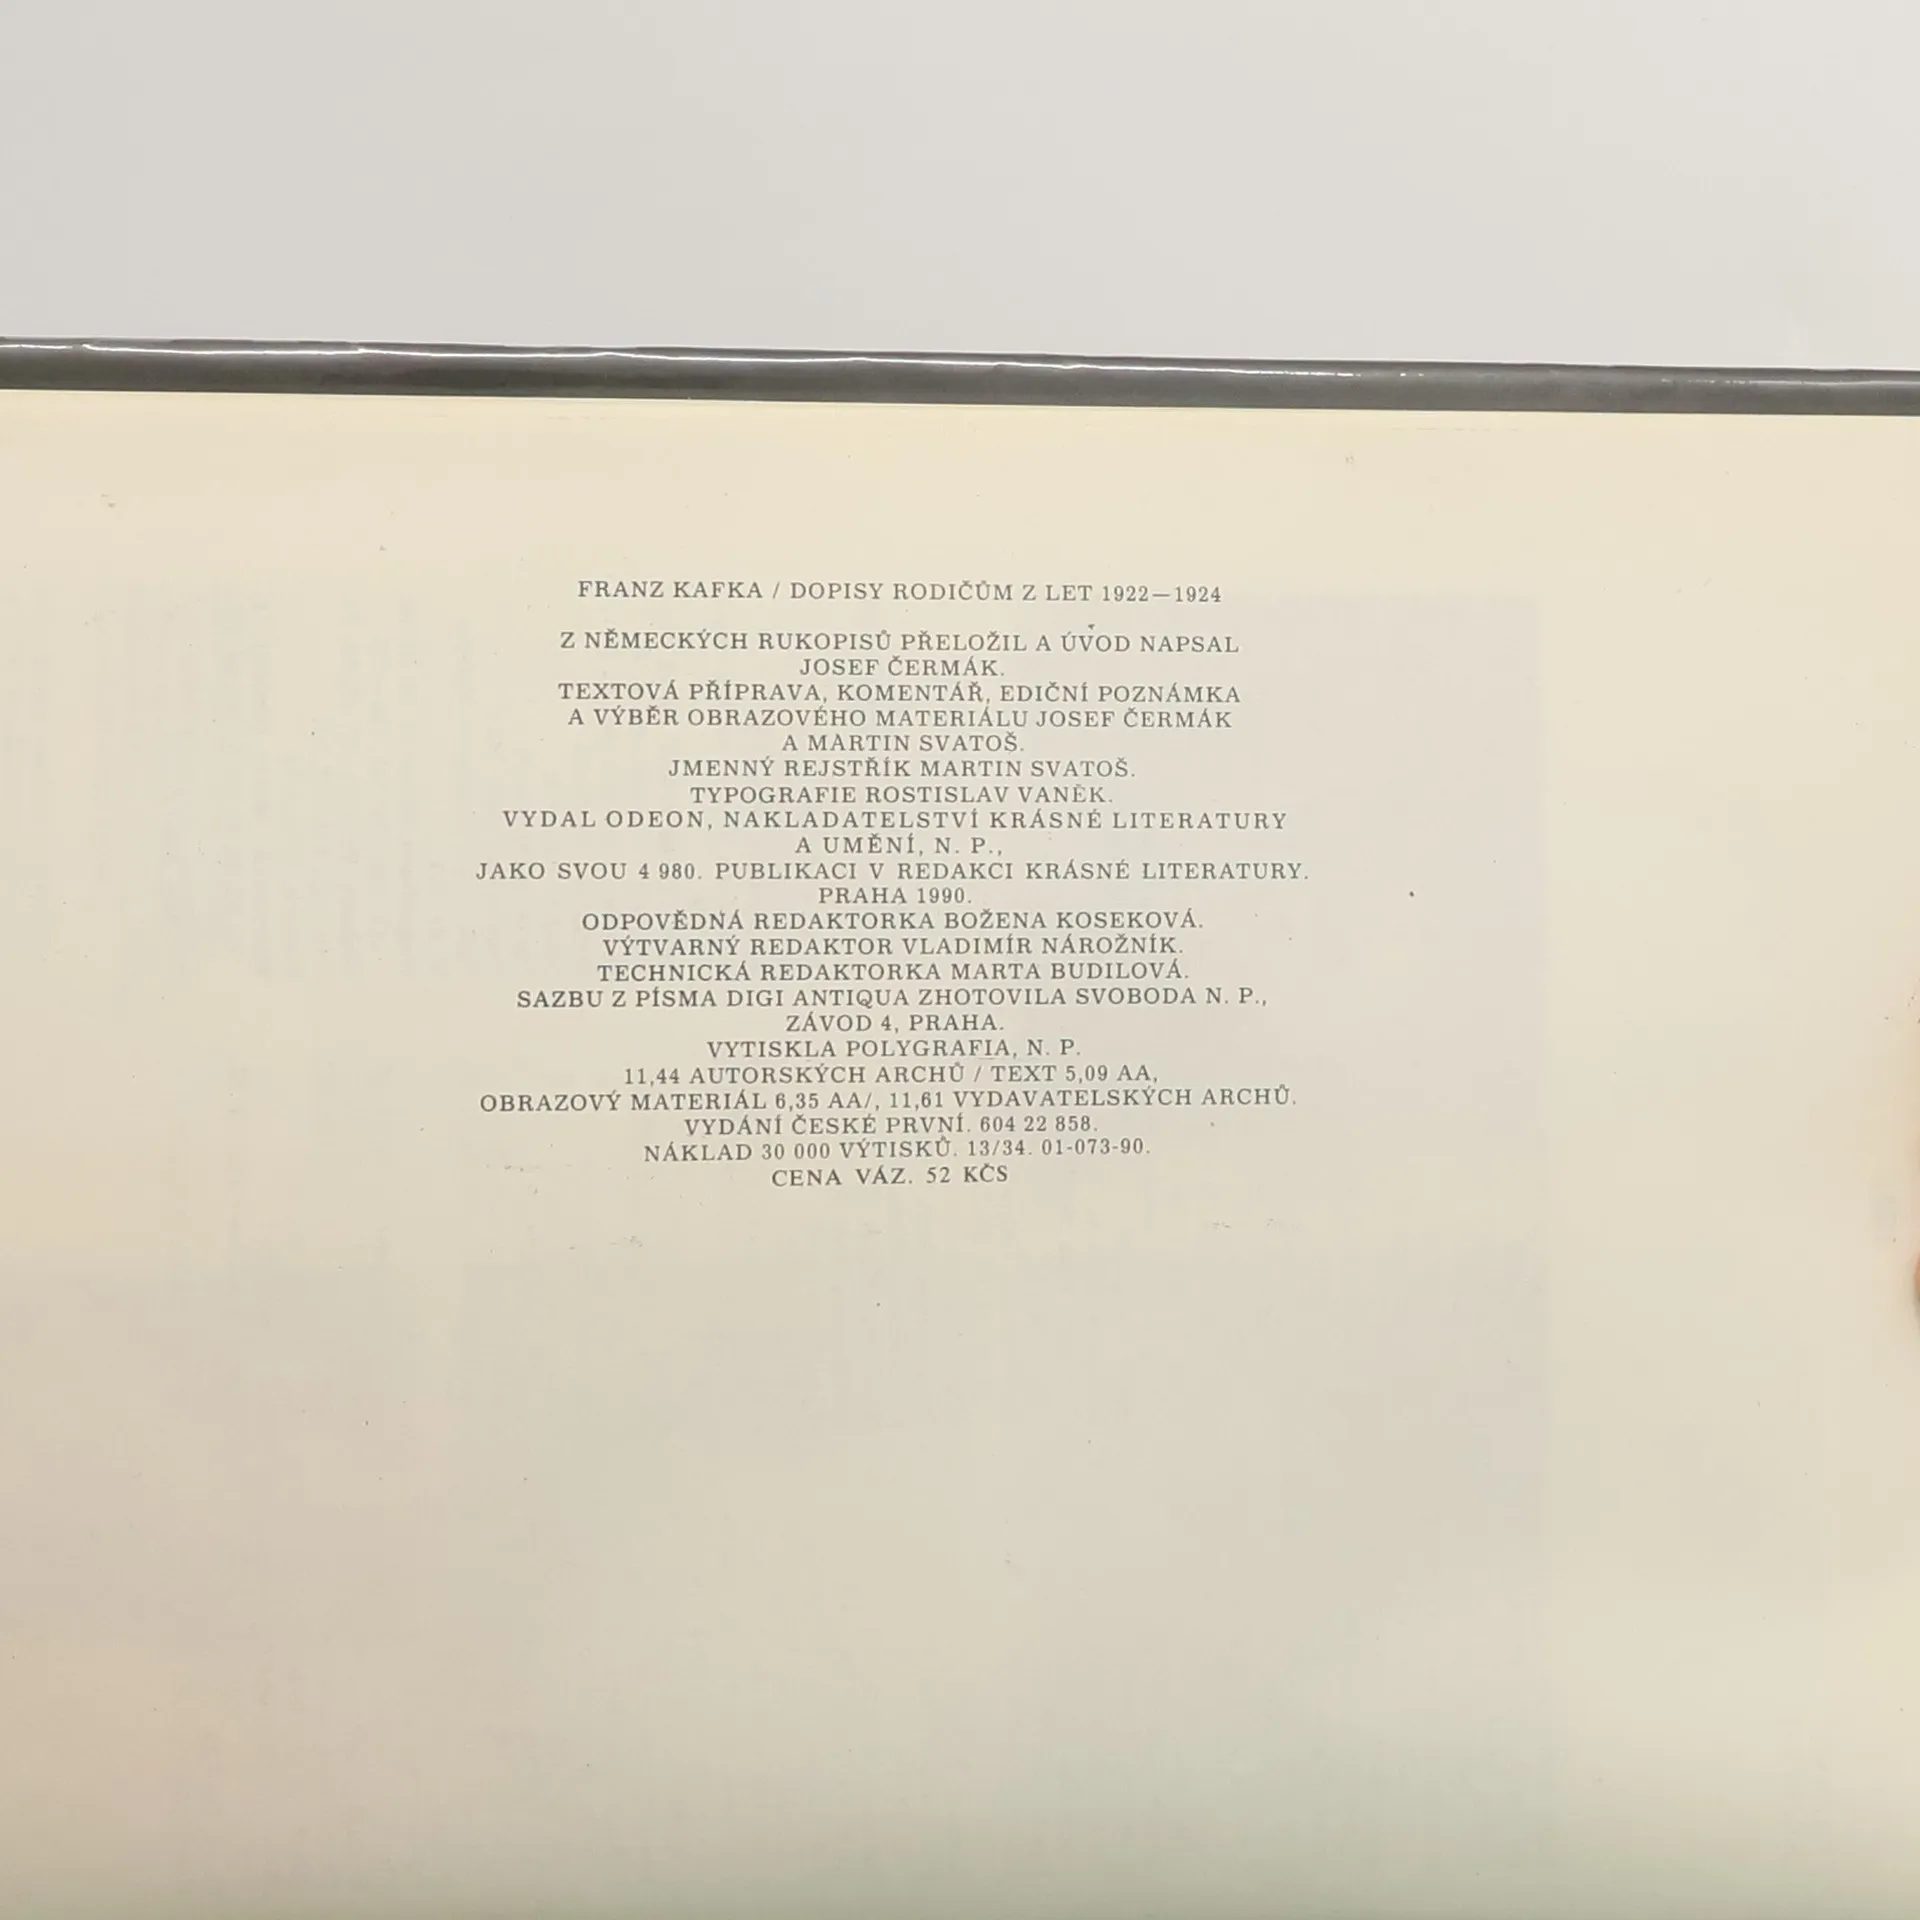 FRANZ KAFKA / DOPISY RODIČŮM Z LET 1922—1924
Z NĚMECKÝCH RUKOPISŮ PŘELOŽIL A ÚVOD NAPSAL
JOSEF ČERMÁK.
TEXTOVÁ PŘÍPRAVA, KOMENTÁŘ, EDIČNÍ POZNÁMKA
A VÝBĚR OBRAZOVÉHO MATERIÁLU JOSEF ČERMÁK
A MARTIN SVATOŠ.
JMENNÝ REJSTŘÍK MARTIN SVATOŠ.
TYPOGRAFIE ROSTISLAV VANĚK.
VYDAL ODEON, NAKLADATELSTVÍ KRÁSNÉ LITERATURY
A UMĚNÍ, N. P.,
JAKO SVOU 4 980. PUBLIKACI V REDAKCI KRÁSNÉ LITERATURY.
PRAHA 1990.
ODPOVĚDNÁ REDAKTORKA BOŽENA KOSEKOVÁ.
VÝTVARNÝ REDAKTOR VLADIMÍR NÁROŽNÍK.
TECHNICKÁ REDAKTORKA MARTA BUDILOVÁ.
SAZBU Z PÍSMA DIGI ANTIQUA ZHOTOVILA SVOBODA N. P.,
ZÁVOD 4, PRAHA.
VYTISKLA POLYGRAFIA, N. P.
11,44 AUTORSKÝCH ARCHŮ / TEXT 5,09 AA,
OBRAZOVÝ MATERIÁL 6,35 AA/, 11,61 VYDAVATELSKÝCH ARCHŮ.
VYDÁNÍ ČESKÉ PRVNÍ. 604 22 858.
NÁKLAD 30 000 VÝTISKŮ. 13/34. 01-073-90.
CENA VÁZ. 52 KČS